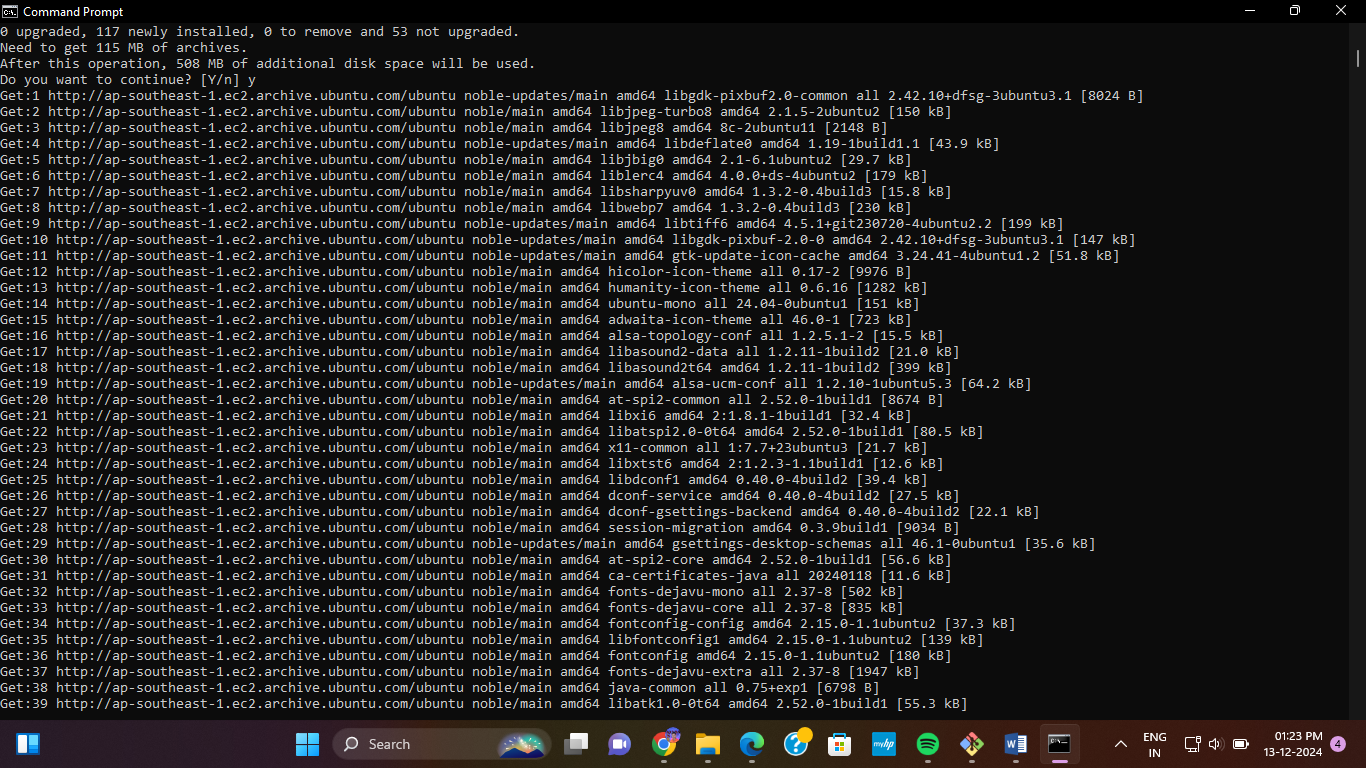 Command Prompt
0 upgraded, 117 newly installed, 0 to remove and 53 not upgraded.
Need to get 115 MB of archives.
After this operation, 508 MB of additional disk space will be used.
Do you want to continue? [Y/n] y
Get:1 http://ap-southeast-1.ec2.archive.ubuntu.com/ubuntu noble-updates/main amd64 libgdk-pixbuf2.0-common all 2.42.10+dfsg-3ubuntu3.1 [8024 B]
Get:2 http://ap-southeast-1.ec2.archive.ubuntu.com/ubuntu noble/main amd64 libjpeg-turbo8 amd64 2.1.5-2ubuntu2 [150 kB]
Get:3 http://ap-southeast-1.ec2.archive.ubuntu.com/ubuntu noble/main amd64 libjpeg8 amd64 8c-2ubuntu11 [2148 B]
Get:4 http://ap-southeast-1.ec2.archive.ubuntu.com/ubuntu noble-updates/main amd64 libdeflate0 amd64 1.19-1build1.1 [43.9 kB]
Get:5 http://ap-southeast-1.ec2.archive.ubuntu.com/ubuntu noble/main amd64 libjbig0 amd64 2.1-6.1ubuntu2 [29.7 kB]
Get:6 http://ap-southeast-1.ec2.archive.ubuntu.com/ubuntu noble/main amd64 liblerc4 amd64 4.0.0+ds-4ubuntu2 [179 kB]
Get:7 http://ap-southeast-1.ec2.archive.ubuntu.com/ubuntu noble/main amd64 libsharpyuv0 amd64 1.3.2-0.4build3 [15.8 kB]
Get:8 http://ap-southeast-1.ec2.archive.ubuntu.com/ubuntu noble/main amd64 libwebp7 amd64 1.3.2-0.4build3 [230 kB]
Get:9 http://ap-southeast-1.ec2.archive.ubuntu.com/ubuntu noble-updates/main amd64 libtiff6 amd64 4.5.1+git230720-4ubuntu2.2 [199 kB]
Get:10 http://ap-southeast-1.ec2.archive.ubuntu.com/ubuntu noble-updates/main amd64 libgdk-pixbuf-2.0-0 amd64 2.42.10+dfsg-3ubuntu3.1 [147 kB]
Get:11 http://ap-southeast-1.ec2.archive.ubuntu.com/ubuntu noble-updates/main amd64 gtk-update-icon-cache amd64 3.24.41-4ubuntu1.2 [51.8 kB]
Get:12 http://ap-southeast-1.ec2.archive.ubuntu.com/ubuntu noble/main amd64 hicolor-icon-theme all 0.17-2 [9976 B]
Get:13 http://ap-southeast-1.ec2.archive.ubuntu.com/ubuntu noble/main amd64 humanity-icon-theme all 0.6.16 [1282 kB]
Get:14 http://ap-southeast-1.ec2.archive.ubuntu.com/ubuntu noble/main amd64 ubuntu-mono all 24.04-0ubuntu1 [151 kB]
Get:15 http://ap-southeast-1.ec2.archive.ubuntu.com/ubuntu noble/main amd64 adwaita-icon-theme all 46.0-1 [723 kB]
Get:16 http://ap-southeast-1.ec2.archive.ubuntu.com/ubuntu noble/main amd64 alsa-topology-conf all 1.2.5.1-2 [15.5 kB]
Get:17 http://ap-southeast-1.ec2.archive.ubuntu.com/ubuntu noble/main amd64 libasound2-data all 1.2.11-1build2 [21.0 kB]
Get:18 http://ap-southeast-1.ec2.archive.ubuntu.com/ubuntu noble/main amd64 libasound2t64 amd64 1.2.11-1build2 [399 kB]
Get:19 http://ap-southeast-1.ec2.archive.ubuntu.com/ubuntu noble-updates/main amd64 alsa-ucm-conf all 1.2.10-1ubuntu5.3 [64.2 kB]
Get:20 http://ap-southeast-1.ec2.archive.ubuntu.com/ubuntu noble/main amd64 at-spi2-common all 2.52.0-1build1 [8674 B]
Get:21 http://ap-southeast-1.ec2.archive.ubuntu.com/ubuntu noble/main amd64 libxi6 amd64 2:1.8.1-1build1 [32.4 kB]
Get:22 http://ap-southeast-1.ec2.archive.ubuntu.com/ubuntu noble/main amd64 libatspi2.0-0t64 amd64 2.52.0-1build1 [80.5 kB]
Get:23 http://ap-southeast-1.ec2.archive.ubuntu.com/ubuntu noble/main amd64 x11-common all 1:7.7+23ubuntu3 [21.7 kB]
Get:24 http://ap-southeast-1.ec2.archive.ubuntu.com/ubuntu noble/main amd64 libxtst6 amd64 2:1.2.3-1.1build1 [12.6 kB]
Get:25 http://ap-southeast-1.ec2.archive.ubuntu.com/ubuntu noble/main amd64 libdconf1 amd64 0.40.0-4build2 [39.4 kB]
Get:26 http://ap-southeast-1.ec2.archive.ubuntu.com/ubuntu noble/main amd64 dconf-service amd64 0.40.0-4build2 [27.5 kB]
Get:27 http://ap-southeast-1.ec2.archive.ubuntu.com/ubuntu noble/main amd64 dconf-gsettings-backend amd64 0.40.0-4build2 [22.1 kB]
Get:28 http://ap-southeast-1.ec2.archive.ubuntu.com/ubuntu noble/main amd64 session-migration amd64 0.3.9build1 [9034 B]
Get:29 http://ap-southeast-1.ec2.archive.ubuntu.com/ubuntu noble-updates/main amd64 gsettings-desktop-schemas all 46.1-0ubuntu1 [35.6 kB]
Get:30 http://ap-southeast-1.ec2.archive.ubuntu.com/ubuntu noble/main amd64 at-spi2-core amd64 2.52.0-1build1 [56.6 kB]
Get:31 http://ap-southeast-1.ec2.archive.ubuntu.com/ubuntu noble/main amd64 ca-certificates-java all 20240118 [11.6 kB]
Get:32 http://ap-southeast-1.ec2.archive.ubuntu.com/ubuntu noble/main amd64 fonts-dejavu-mono all 2.37-8 [502 kB]
Get:33 http://ap-southeast-1.ec2.archive.ubuntu.com/ubuntu noble/main amd64 fonts-dejavu-core all 2.37-8 [835 kB]
Get:34 http://ap-southeast-1.ec2.archive.ubuntu.com/ubuntu noble/main amd64 fontconfig-config amd64 2.15.0-1.1ubuntu2 [37.3 kB]
Get:35 http://ap-southeast-1.ec2.archive.ubuntu.com/ubuntu noble/main amd64 libfontconfig1 amd64 2.15.0-1.1ubuntu2 [139 kB]
Get:36 http://ap-southeast-1.ec2.archive.ubuntu.com/ubuntu noble/main amd64 fontconfig amd64 2.15.0-1.1ubuntu2 [180 kB]
Get:37 http://ap-southeast-1.ec2.archive.ubuntu.com/ubuntu noble/main amd64 fonts-dejavu-extra all 2.37-8 [1947 kB]
Get:38 http://ap-southeast-1.ec2.archive.ubuntu.com/ubuntu noble/main amd64 java-common all 0.75+exp1 [6798 B]
Get:39 http://ap-southeast-1.ec2.archive.ubuntu.com/ubuntu noble/main amd64 libatk1.0-0t64 amd64 2.52.0-1build1 [55.3 kB]
Search
myhp
ENG
IN
01:23 PM
13-12-2024
4